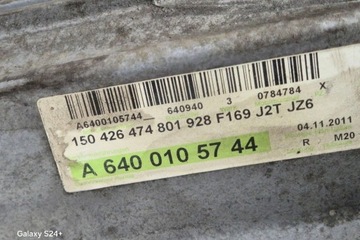 A6400105744_ 640940 3 0784784 X
150 426 474 801 928 F169 J2T JZ6
A 640 010 57 44
04.11.2011
R M20
Galaxy S24+